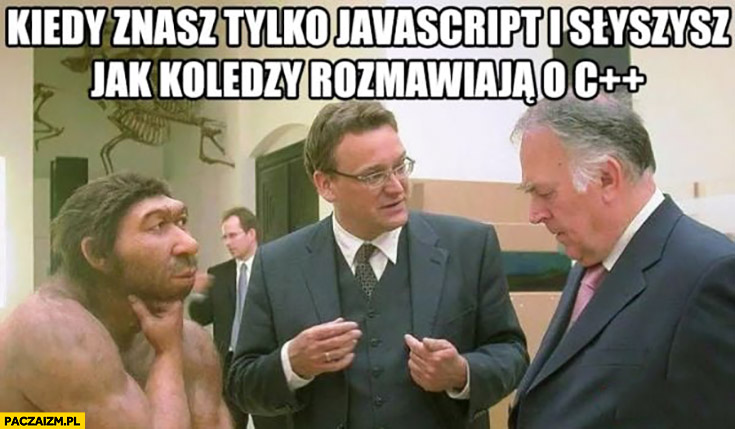 KIEDY ZNASZ TYLKO JAVASCRIPT I SŁYSZYSZ
JAK KOLEDZY ROZMAWIAJĄ O C++
PACZAIZM.PL